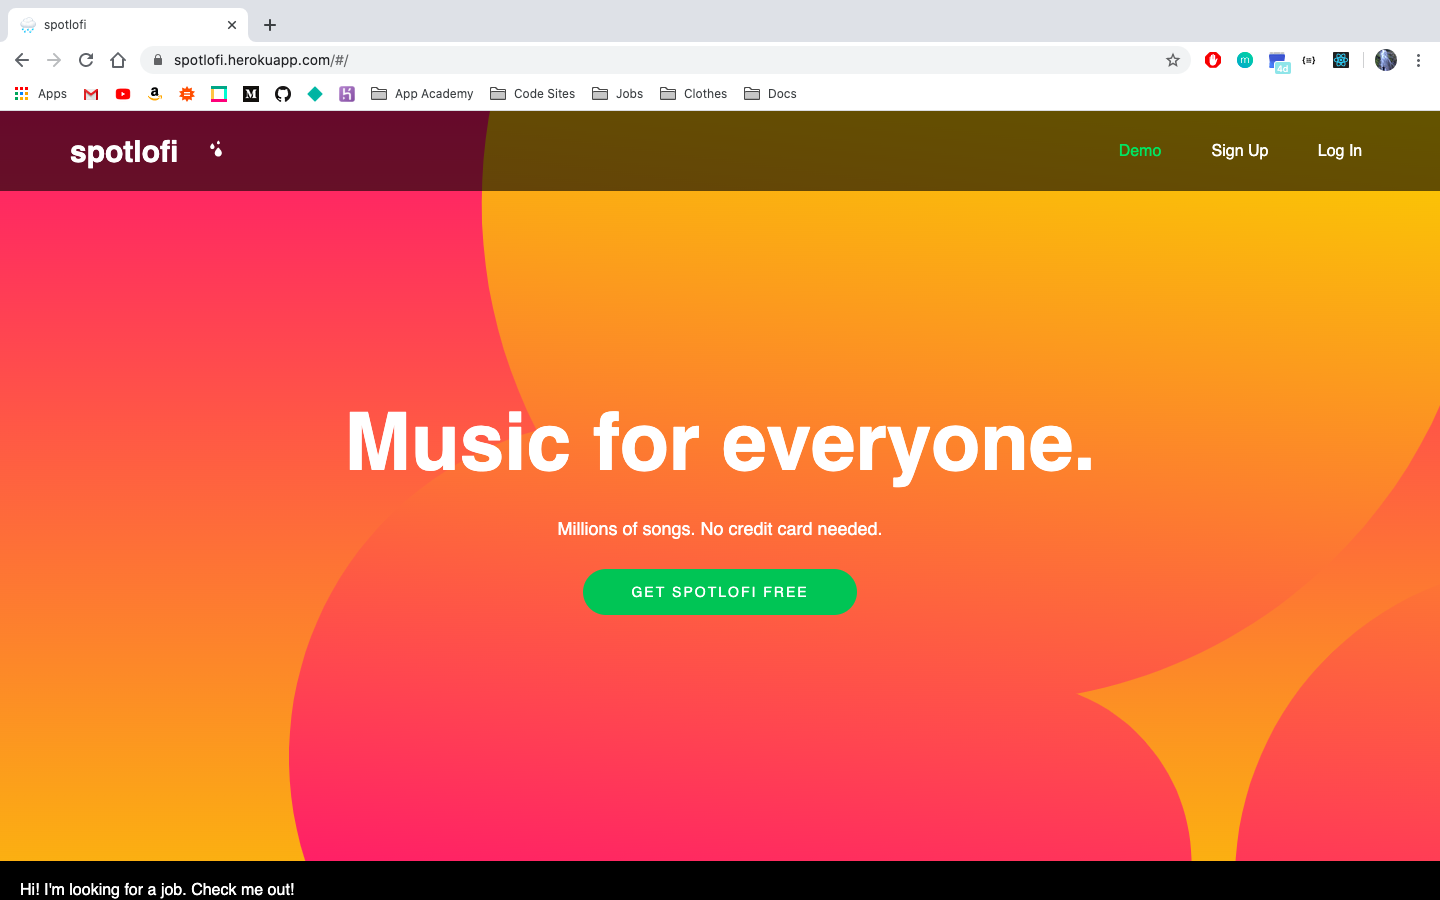 spotlofi
spotlofi.herokuapp.com/#/
m
4d
Apps
a
M
App Academy
Code Sites
Jobs
Clothes
Docs
spotlofi
Demo
Sign Up
Log In
Music for everyone.
Millions of songs. No credit card needed.
GET SPOTLOFI FREE
Hi! I'm looking for a job. Check me out!